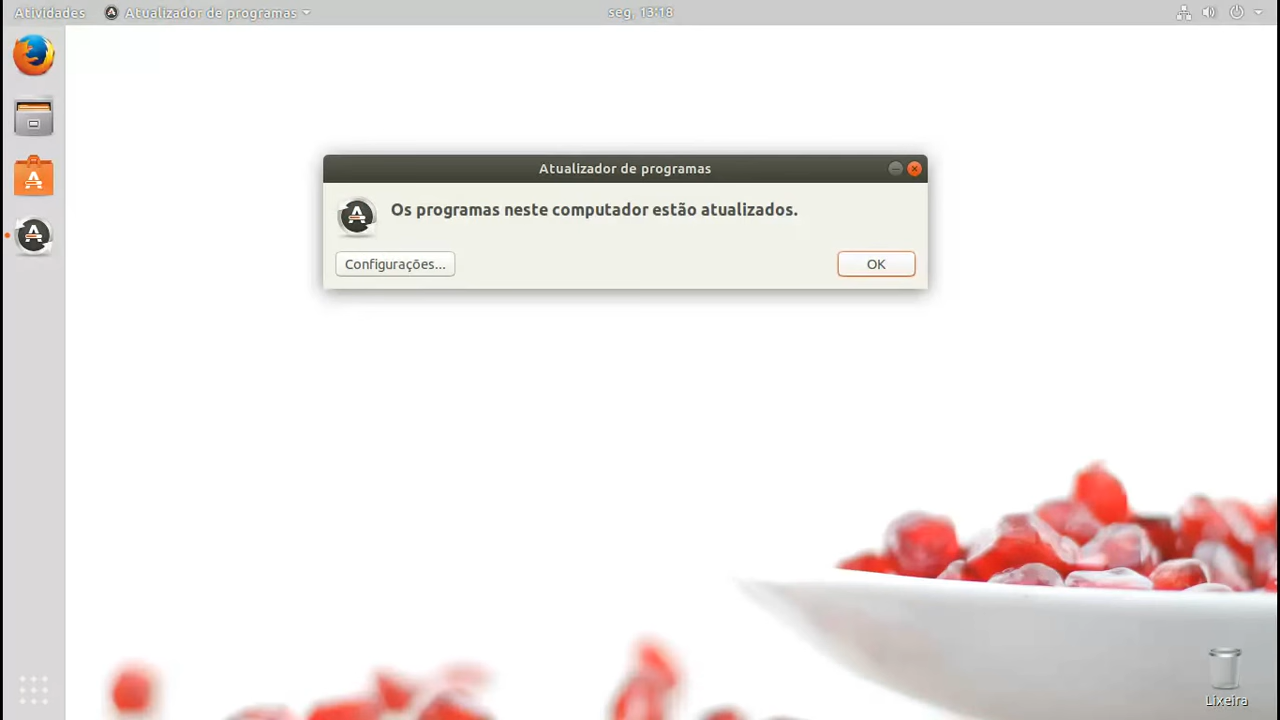 Atividades
Atualizador de programas
seg, 13:18
Atualizador de programas
Os programas neste computador estão atualizados.
Configurações...
OK
Lixeira